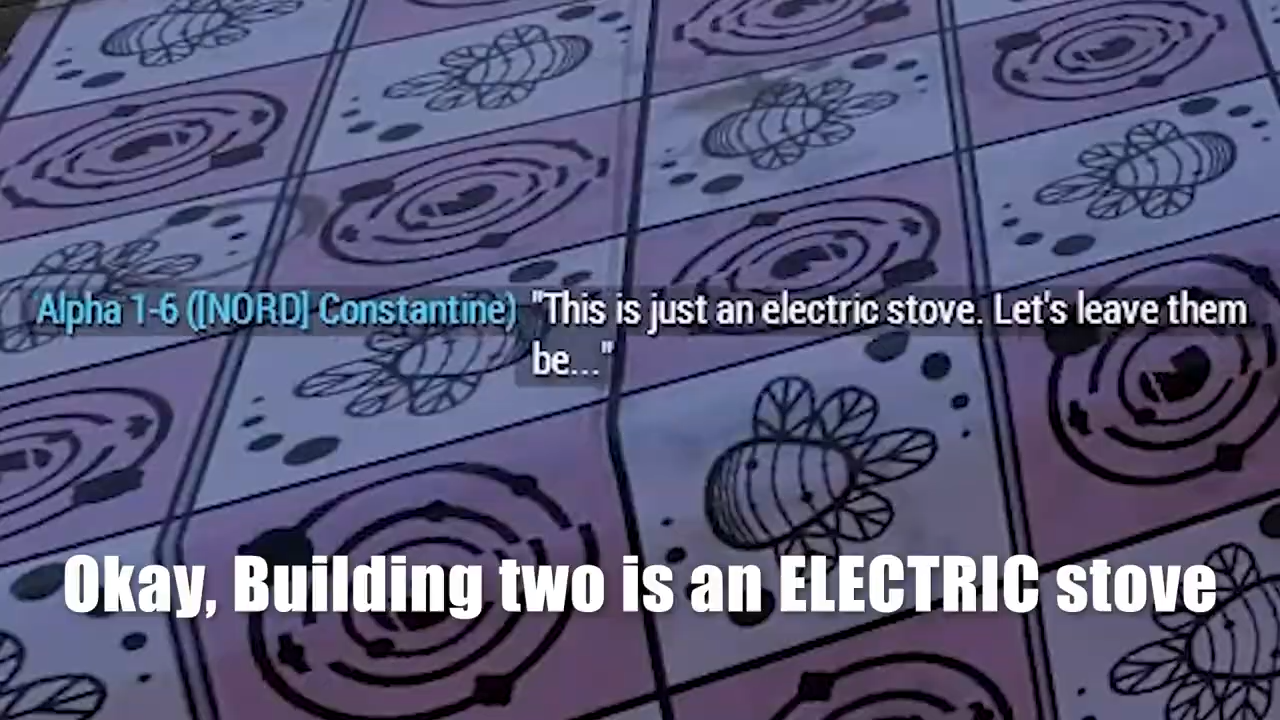 Alpha 1-6 ([NORD] Constantine) "This is just an electric stove. Let's leave them
be..."
Okay, Building two is an ELECTRIC stove